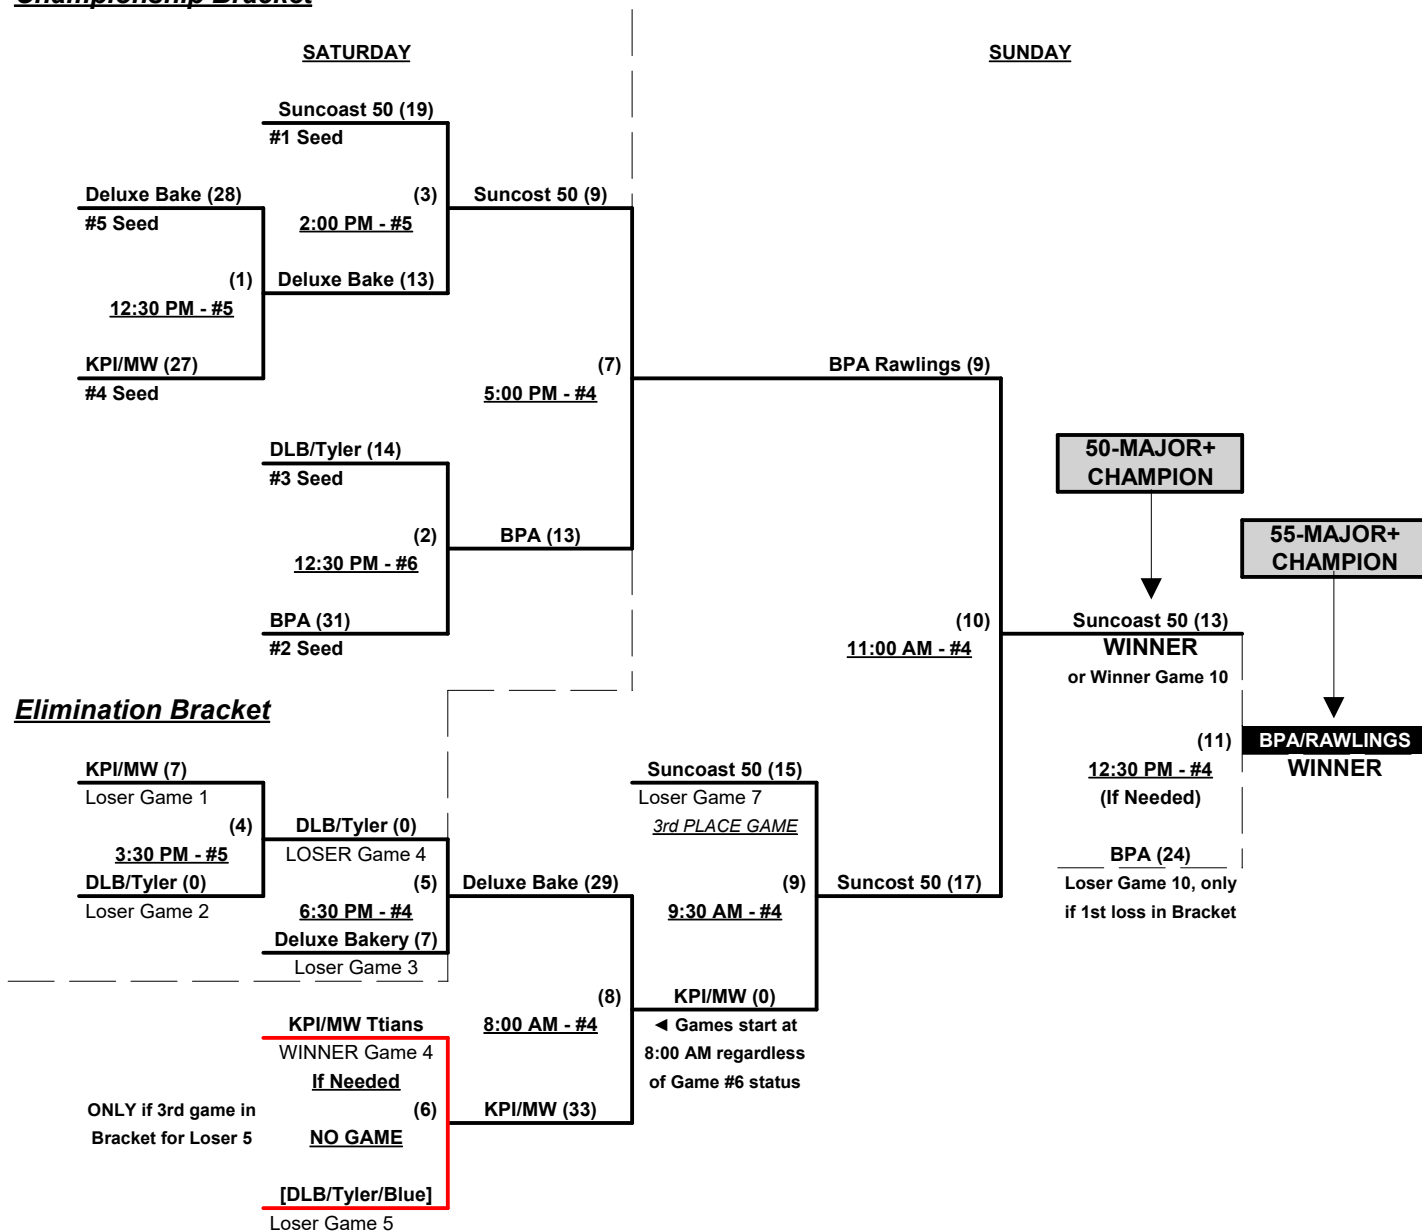 Championship Bracket
SATURDAY
SUNDAY
Suncoast 50 (19)
#1 Seed
Deluxe Bake (28)
#5 Seed
(3)
2:00 PM - #5
Suncost 50 (9)
(1)
12:30 PM - #5
Deluxe Bake (13)
KPI/MW (27)
#4 Seed
(7)
5:00 PM - #4
BPA Rawlings (9)
DLB/Tyler (14)
#3 Seed
(2)
12:30 PM - #6
BPA (13)
BPA (31)
#2 Seed
50-MAJOR+
CHAMPION
55-MAJOR+
CHAMPION
(10)
11:00 AM - #4
Suncoast 50 (13)
WINNER
or Winner Game 10
(11)
12:30 PM - #4
(If Needed)
BPA/RAWLINGS
WINNER
BPA (24)
Loser Game 10, only
if 1st loss in Bracket
Elimination Bracket
KPI/MW (7)
Loser Game 1
(4)
3:30 PM - #5
DLB/Tyler (0)
Loser Game 2
DLB/Tyler (0)
LOSER Game 4
(5)
6:30 PM - #4
Deluxe Bakery (7)
Loser Game 3
Deluxe Bake (29)
Suncoast 50 (15)
Loser Game 7
3rd PLACE GAME
(9)
9:30 AM - #4
Suncost 50 (17)
(8)
8:00 AM - #4
KPI/MW (0)
◄ Games start at
8:00 AM regardless
of Game #6 status
KPI/MW Ttians
WINNER Game 4
If Needed
ONLY if 3rd game in
Bracket for Loser 5
(6)
NO GAME
KPI/MW (33)
[DLB/Tyler/Blue]
Loser Game 5